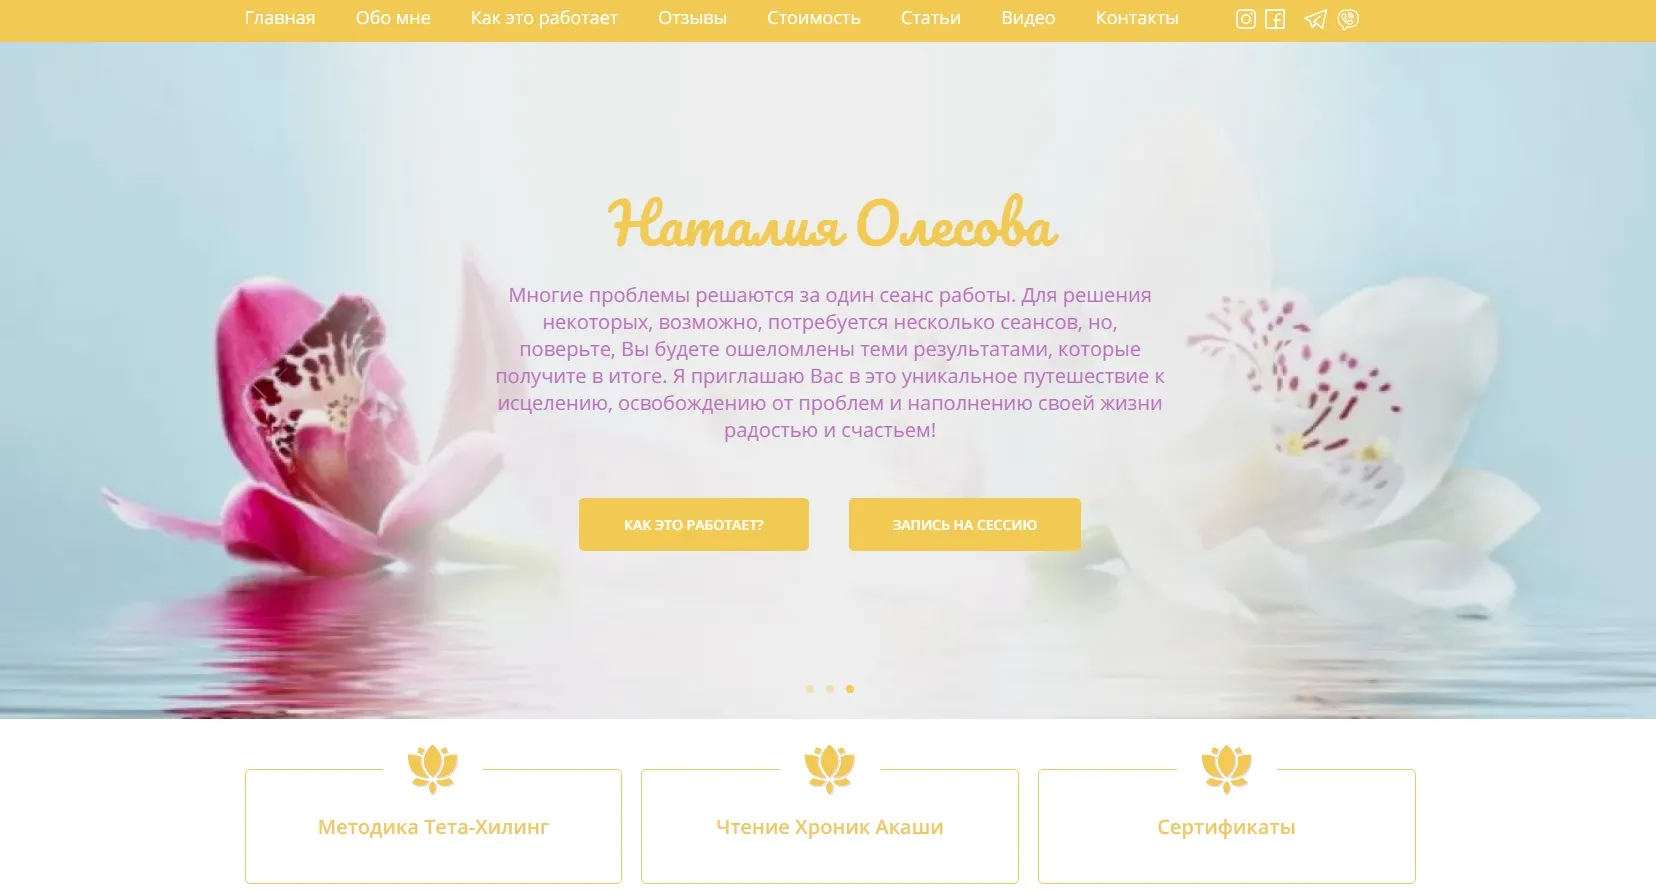 Главная Обо мне Как это работает Отзывы Стоимость Статьи Видео Контакты
Наталия Олесова
Многие проблемы решаются за один сеанс работы. Для решения
некоторых, возможно, потребуется несколько сеансов, но,
поверьте, Вы будете ошеломлены теми результатами, которые
получите в итоге. Я приглашаю Вас в это уникальное путешествие к
исцелению, освобождению от проблем и наполнению своей жизни
радостью и счастьем!
КАК ЭТО РАБОТАЕТ? ЗАПИСЬ НА СЕССИЮ
Методика Тета-Хилинг Чтение Хроник Акаши Сертификаты